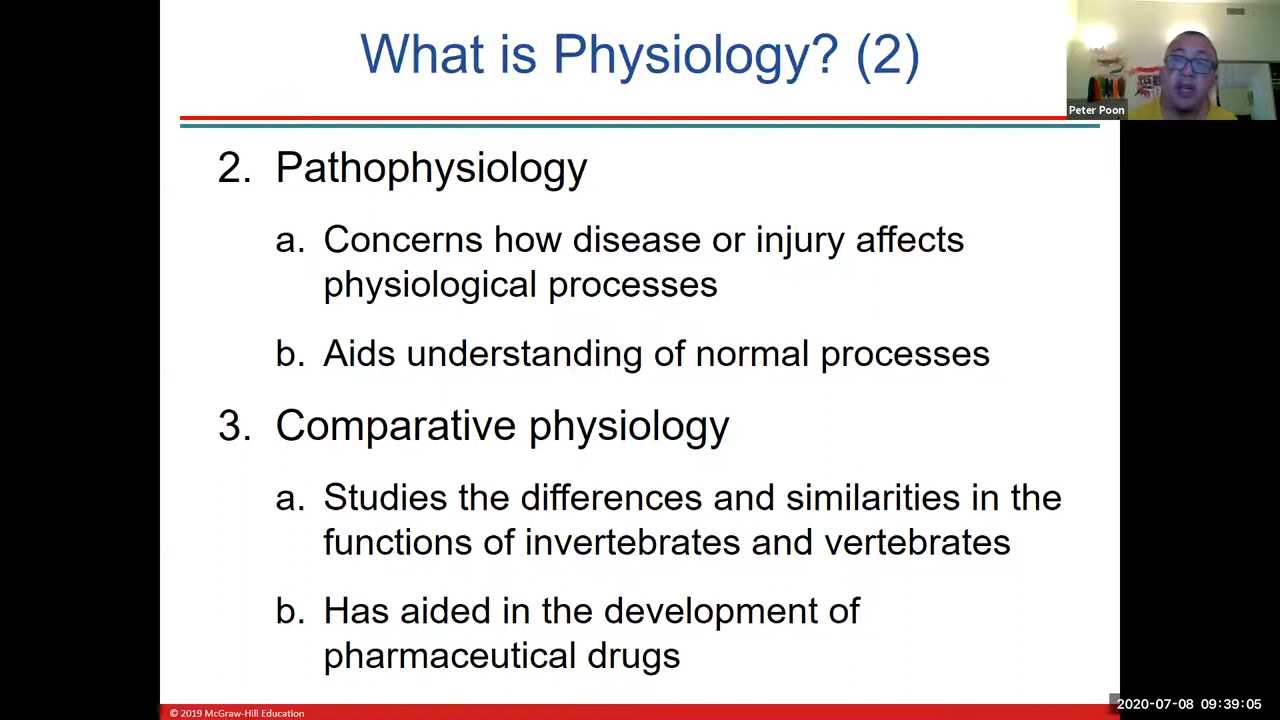 What is Physiology? (2)
Peter Poon
2. Pathophysiology
a. Concerns how disease or injury affects
physiological processes
b. Aids understanding of normal processes
3. Comparative physiology
a. Studies the differences and similarities in the
functions of invertebrates and vertebrates
b. Has aided in the development of
pharmaceutical drugs
© 2019 McGraw-Hill Education
2020-07-08 09:39:05